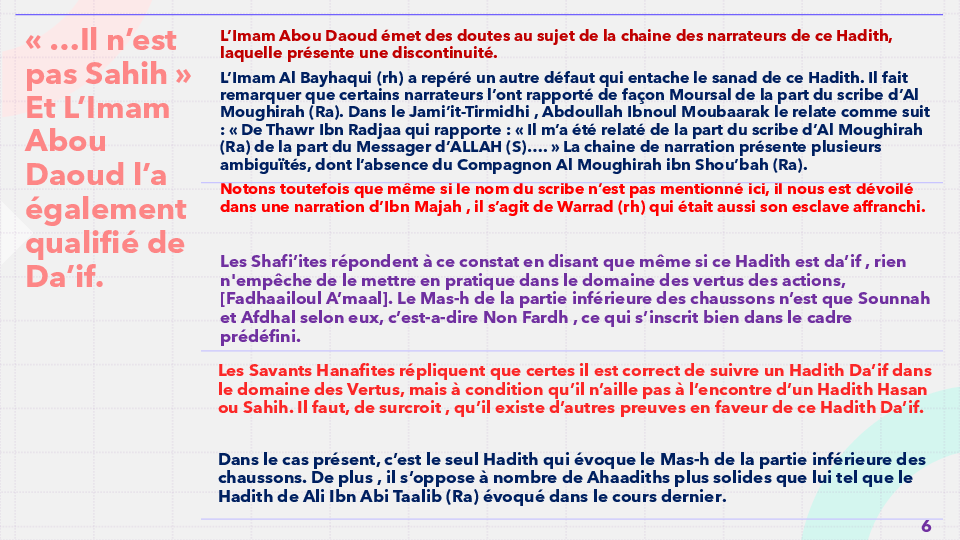 « …Il n’est
pas Sahih »
Et L’Imam
Abou
Daoud l’a
également
qualifié de
Da’if.
L’Imam Abou Daoud émet des doutes au sujet de la chaine des narrateurs de ce Hadith,
laquelle présente une discontinuité.
L’Imam Al Bayhaqui (rh) a repéré un autre défaut qui entache le sanad de ce Hadith. Il fait
remarquer que certains narrateurs l’ont rapporté de façon Moursal de la part du scribe d’Al
Moughirah (Ra). Dans le Jami’it-Tirmidhi , Abdoullah Ibnoul Moubaarak le relate comme suit
: « De Thawr Ibn Radjaa qui rapporte : « Il m’a été relaté de la part du scribe d’Al Moughirah
(Ra) de la part du Messager d’ALLAH (S)…. » La chaine de narration présente plusieurs
ambiguïtés, dont l’absence du Compagnon Al Moughirah ibn Shou’bah (Ra).
Notons toutefois que même si le nom du scribe n’est pas mentionné ici, il nous est dévoilé
dans une narration d’Ibn Majah , il s’agit de Warrad (rh) qui était aussi son esclave affranchi.
Les Shafi’ites répondent à ce constat en disant que même si ce Hadith est da’if , rien
n'empêche de le mettre en pratique dans le domaine des vertus des actions,
[Fadhaailoul A’maal]. Le Mas-h de la partie inférieure des chaussons n’est que Sounnah
et Afdhal selon eux, c’est-a-dire Non Fardh , ce qui s’inscrit bien dans le cadre
prédéfini.
Les Savants Hanafites répliquent que certes il est correct de suivre un Hadith Da’if dans
le domaine des Vertus, mais à condition qu’il n’aille pas à l’encontre d’un Hadith Hasan
ou Sahih. Il faut, de surcroit , qu’il existe d’autres preuves en faveur de ce Hadith Da’if.
Dans le cas présent, c’est le seul Hadith qui évoque le Mas-h de la partie inférieure des
chaussons. De plus , il s’oppose à nombre de Ahaadiths plus solides que lui tel que le
Hadith de Ali Ibn Abi Taalib (Ra) évoqué dans le cours dernier.
6